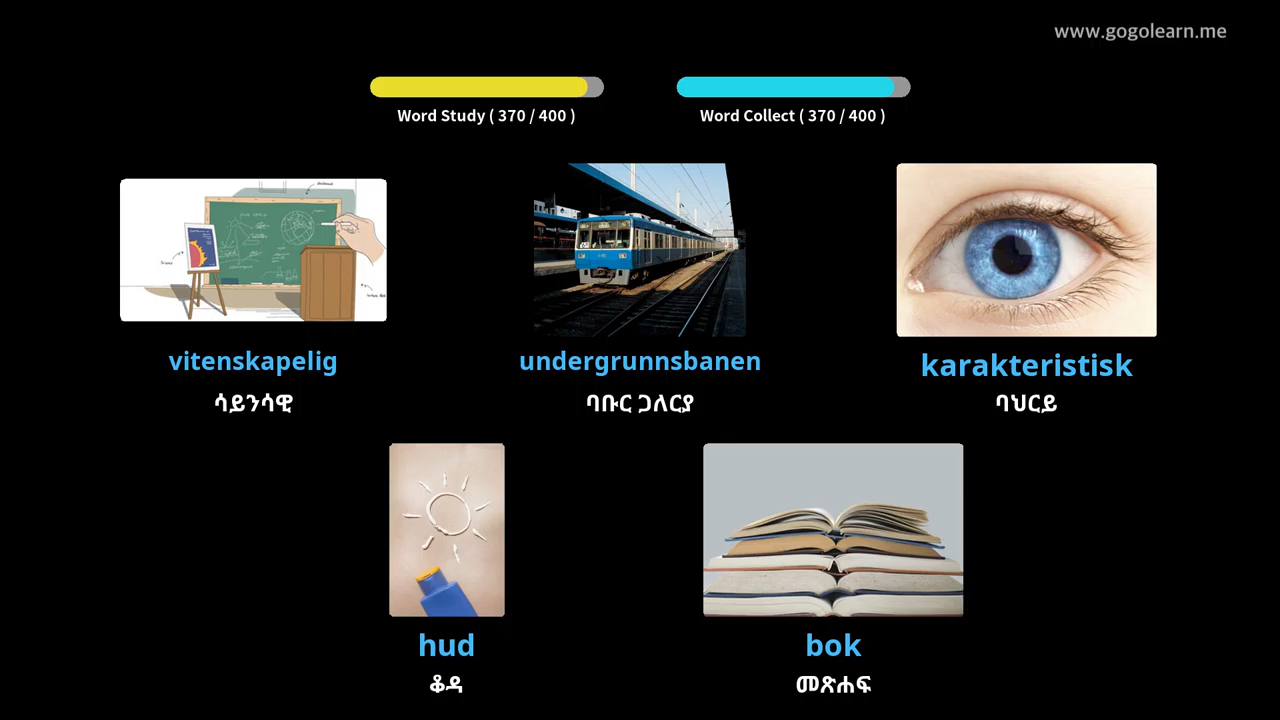 www.gogolearn.me
Word Study ( 370 / 400 )
Word Collect ( 370 / 400 )
vitenskapelig
undergrunnsbanen
karakteristisk
ሳይንሳዊ
ባቡር ጋለርያ
ባህርይ
hud
bok
ቆዳ
መጽሐፍ